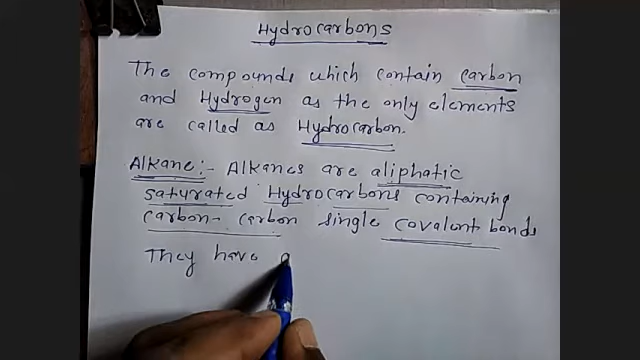 Hydrocarbons
The compounds which contain carbon
and Hydrogen as the only elements
are called as Hydrocarbon.
Alkane:- Alkanes are aliphatic
saturated Hydrocarbons containing
carbon-carbon single covalent bonds
They have